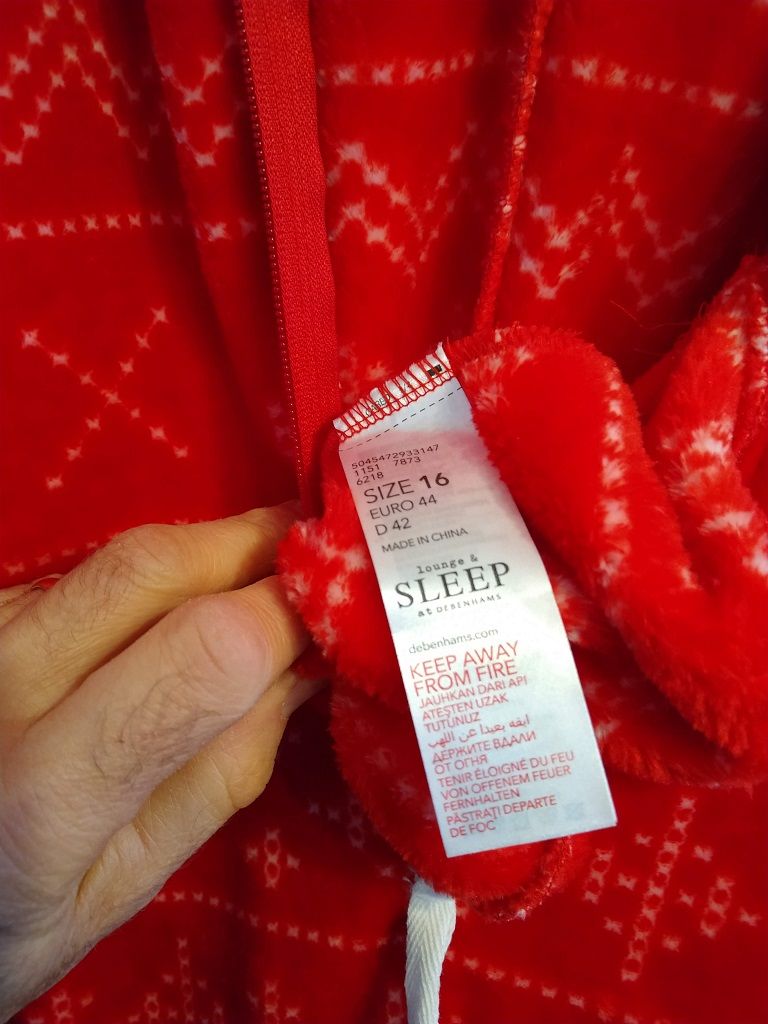 5045472933147
1151 7873
6218
SIZE 16
EURO 44
D 42
MADE IN CHINA
lounge &
SLEEP
at DEBENHAMS
debenhams.com
KEEP AWAY
FROM FIRE
JAUHKAN DARI API
ATEŞTEN UZAK
TUTUNUZ
ابقه بعيدا عن اللهب
ДЕРЖИТЕ ВДАЛИ
ОТ ОГНЯ
TENIR ÉLOIGNÉ DU FEU
VON OFFENEM FEUER
FERNHALTEN
PĂSTRAŢI DEPARTE
DE FOC